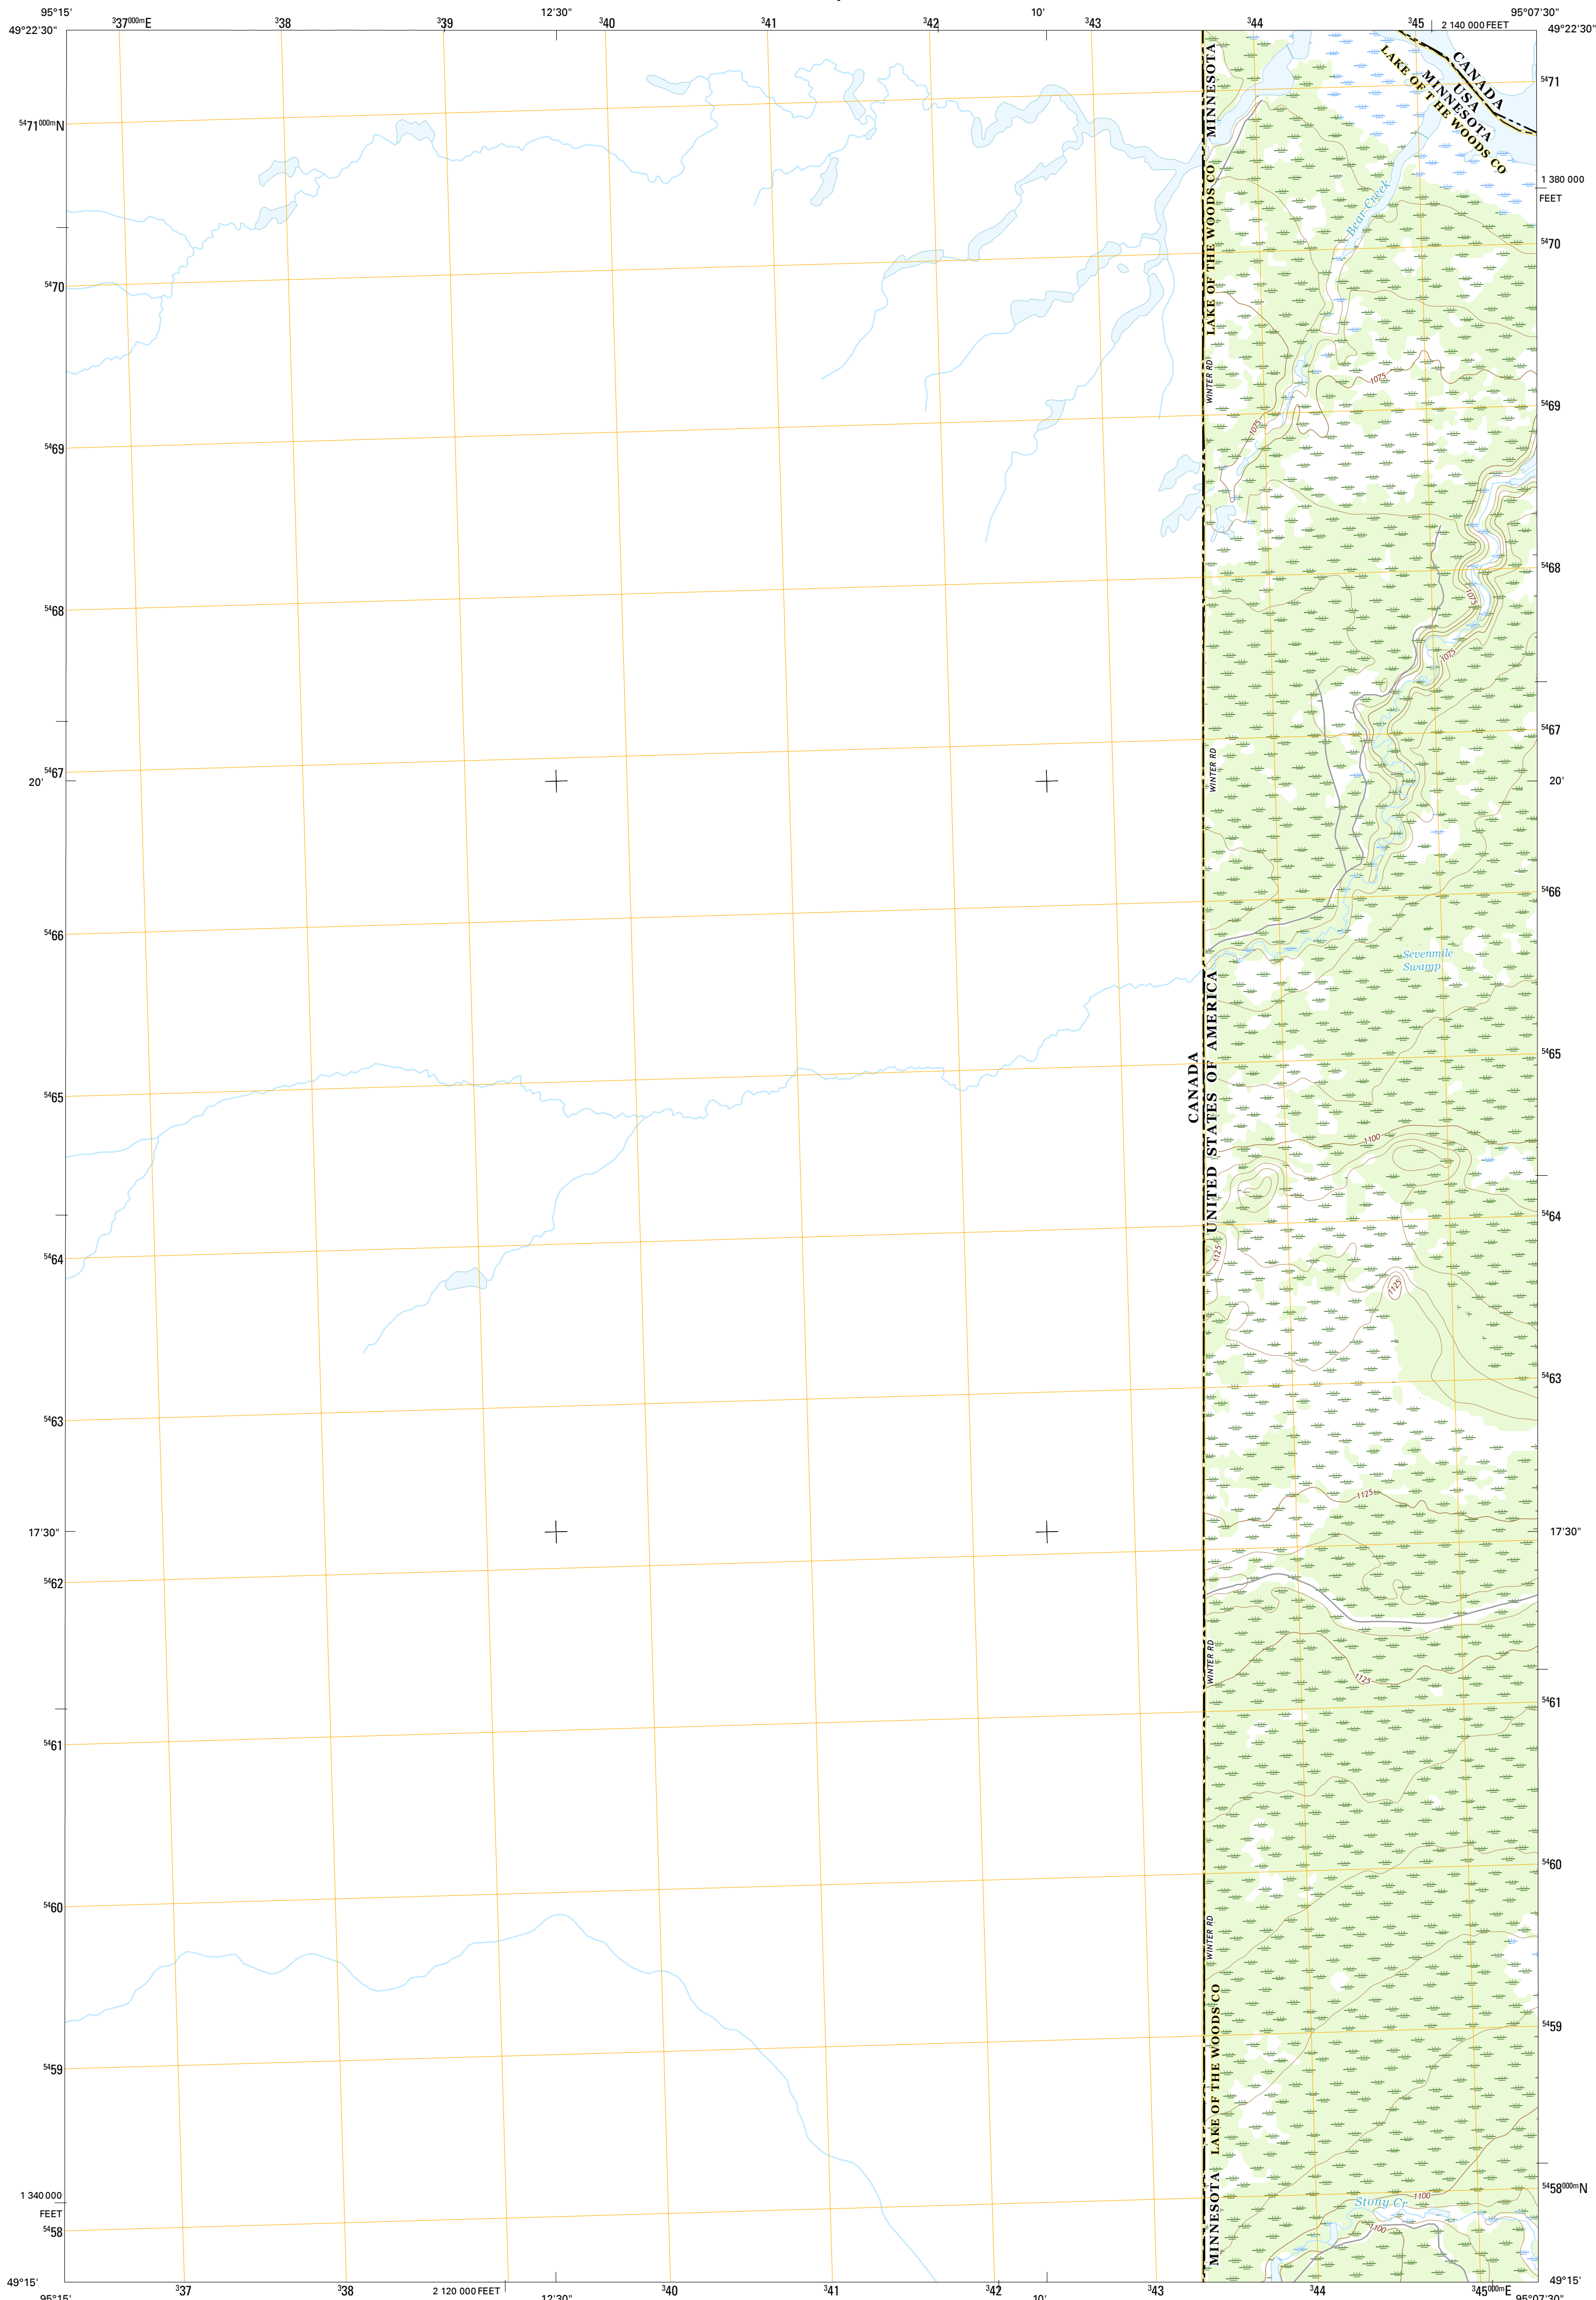 95°15'
³37⁰⁰⁰ᵐE
³38
³39
12'30"
³40
³41
³42
10'
³43
³44
³45
2 140 000 FEET
95°07'30"
49°22'30"
49°22'30"
CANADA
USA
MINNESOTA
LAKE OF THE WOODS CO
⁵⁴71
⁵⁴71⁰⁰⁰ᵐN
MINNESOTA
LAKE OF THE WOODS CO
1 380 000
FEET
Bear Creek
⁵⁴70
⁵⁴70
WINTER RD
1075
1075
⁵⁴69
⁵⁴69
⁵⁴68
⁵⁴68
1075
1075
⁵⁴67
⁵⁴67
WINTER RD
20'
20'
⁵⁴66
⁵⁴66
Sevenmile
Swamp
CANADA
UNITED STATES OF AMERICA
⁵⁴65
⁵⁴65
1100
⁵⁴64
⁵⁴64
1125
1125
⁵⁴63
⁵⁴63
1125
17'30"
17'30"
⁵⁴62
WINTER RD
1125
⁵⁴61
⁵⁴61
⁵⁴60
⁵⁴60
WINTER RD
⁵⁴59
⁵⁴59
MINNESOTA
LAKE OF THE WOODS CO
1 340 000
FEET
⁵⁴58⁰⁰⁰ᵐN
1100
Stony Cr
1100
⁵⁴58
49°15'
49°15'
95°15'
³37
³38
2 120 000 FEET
12'30"
³40
³41
³42
10'
³43
³44
³45⁰⁰⁰ᵐE
95°07'30"